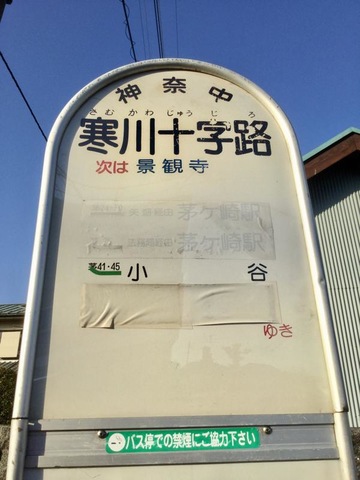 神奈中
さむかわじゅうじろ
寒川十字路
次は 景観寺
茅ケ崎駅
茅ケ崎駅
茅41・45 小谷
ゆき
バス停での禁煙にご協力下さい